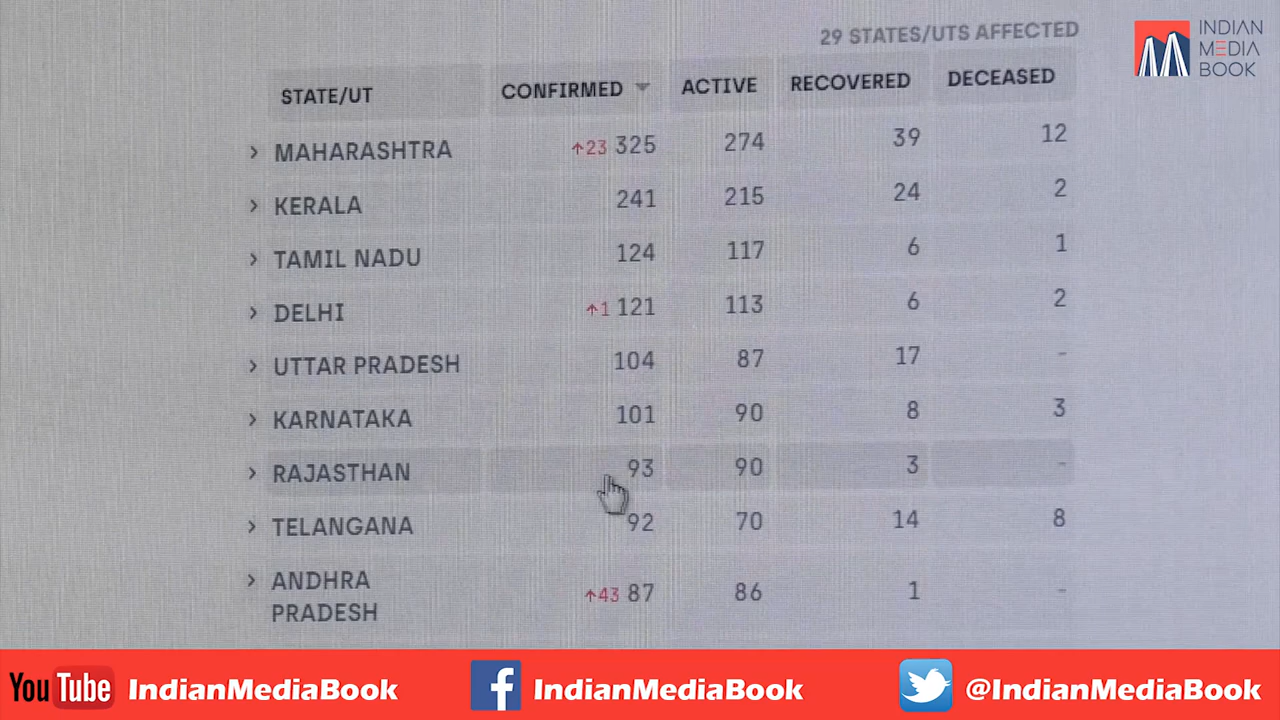 29 STATES/UTS AFFECTED
INDIAN
MEDIA
BOOK
STATE/UT CONFIRMED ACTIVE RECOVERED DECEASED
MAHARASHTRA ↑23 325 274 39 12
KERALA 241 215 24 2
TAMIL NADU 124 117 6 1
DELHI ↑1 121 113 6 2
UTTAR PRADESH 104 87 17 -
KARNATAKA 101 90 8 3
RAJASTHAN 93 90 3 -
TELANGANA 92 70 14 8
ANDHRA
PRADESH ↑43 87 86 1 -
YouTube IndianMediaBook f IndianMediaBook @IndianMediaBook